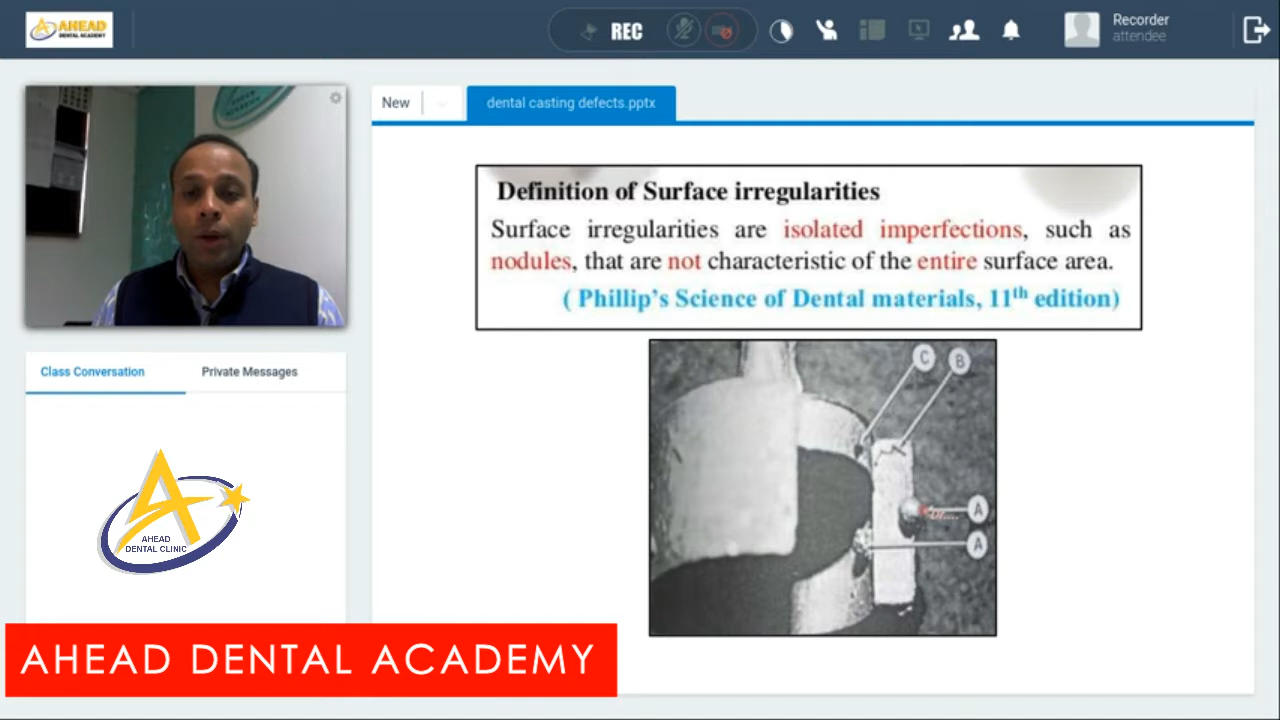 AHEAD
DENTAL ACADEMY
REC
Recorder
attendee
New
dental casting defects.pptx
Definition of Surface irregularities
Surface irregularities are isolated imperfections, such as
nodules, that are not characteristic of the entire surface area.
( Phillip's Science of Dental materials, 11th edition)
C
B
A
A
Class Conversation
Private Messages
A
AHEAD
DENTAL CLINIC
AHEAD DENTAL ACADEMY